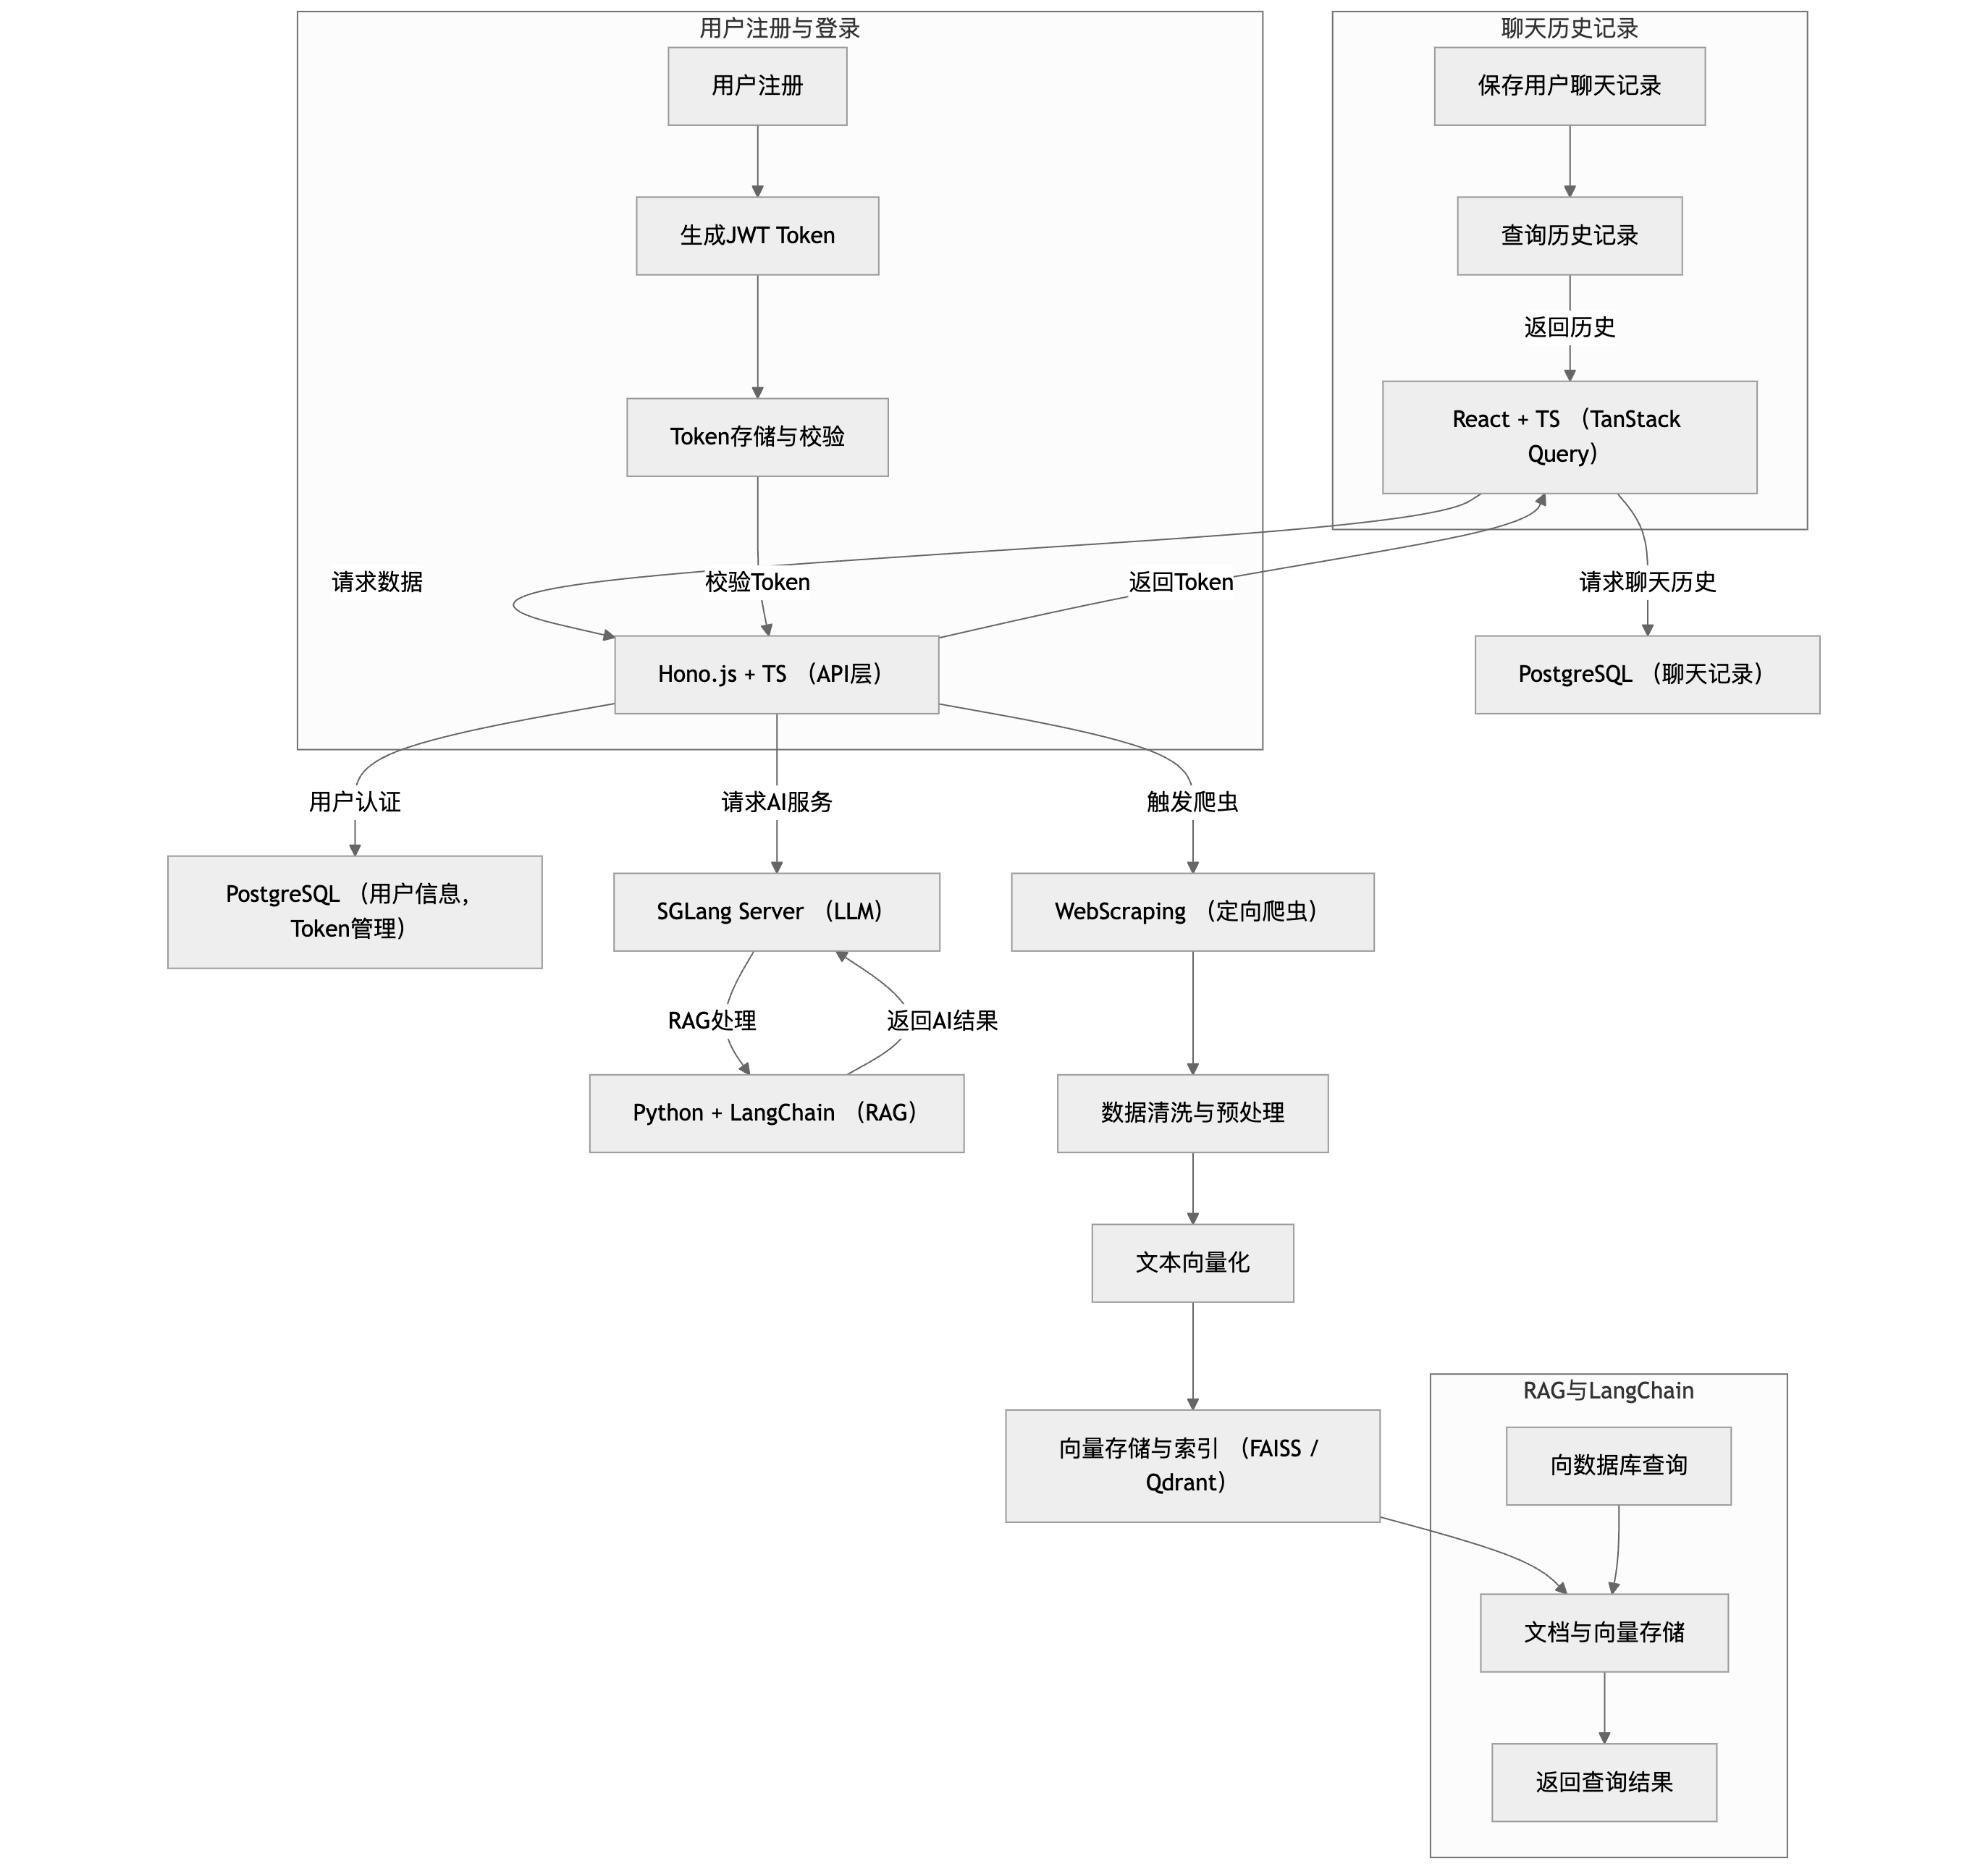 用户注册与登录
用户注册
生成JWT Token
Token存储与校验
聊天历史记录
保存用户聊天记录
查询历史记录
返回历史
React + TS （TanStack
Query）
请求数据
校验Token
返回Token
请求聊天历史
Hono.js + TS （API层）
PostgreSQL （聊天记录）
用户认证
请求AI服务
触发爬虫
PostgreSQL （用户信息，
Token管理）
SGLang Server （LLM）
WebScraping （定向爬虫）
RAG处理
返回AI结果
Python + LangChain （RAG）
数据清洗与预处理
文本向量化
向量存储与索引 （FAISS /
Qdrant）
RAG与LangChain
向数据库查询
文档与向量存储
返回查询结果